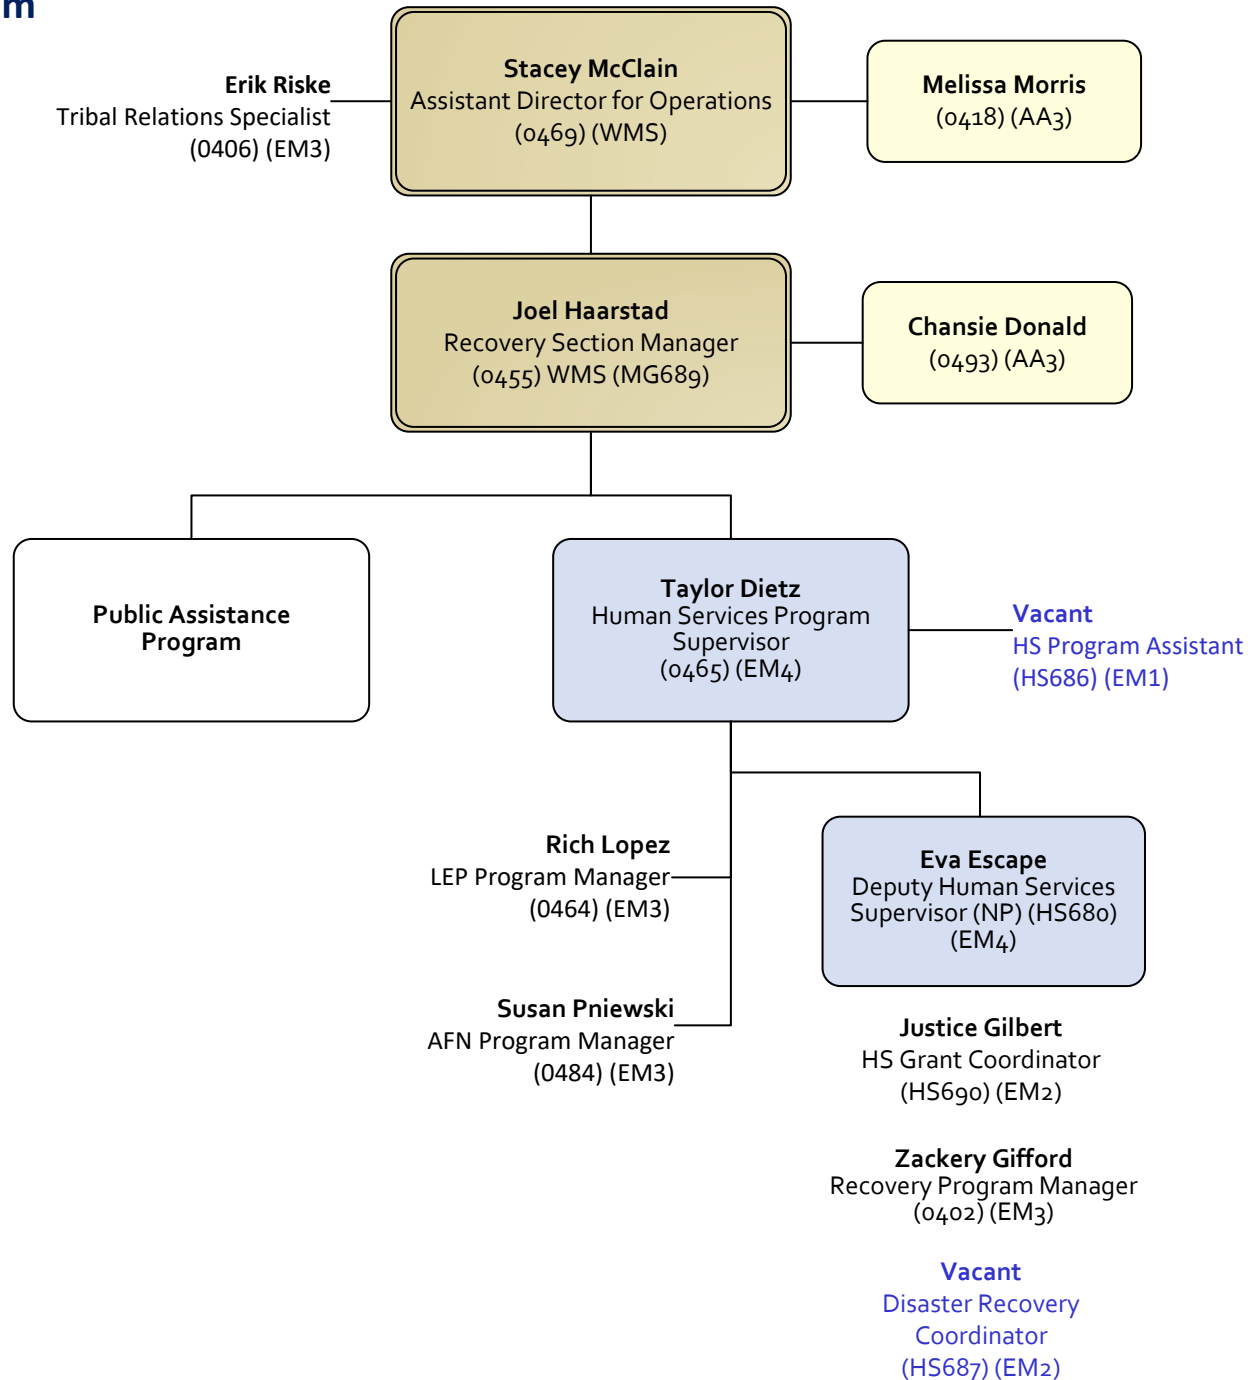 m
Stacey McClain
Assistant Director for Operations
(0469) (WMS)
Erik Riske
Tribal Relations Specialist
(0406) (EM3)
Melissa Morris
(0418) (AA3)
Joel Haarstad
Recovery Section Manager
(0455) WMS (MG689)
Chansie Donald
(0493) (AA3)
Public Assistance
Program
Taylor Dietz
Human Services Program
Supervisor
(0465) (EM4)
Vacant
HS Program Assistant
(HS686) (EM1)
Rich Lopez
LEP Program Manager
(0464) (EM3)
Eva Escape
Deputy Human Services
Supervisor (NP) (HS680)
(EM4)
Susan Pniewski
AFN Program Manager
(0484) (EM3)
Justice Gilbert
HS Grant Coordinator
(HS690) (EM2)
Zackery Gifford
Recovery Program Manager
(0402) (EM3)
Vacant
Disaster Recovery
Coordinator
(HS687) (EM2)